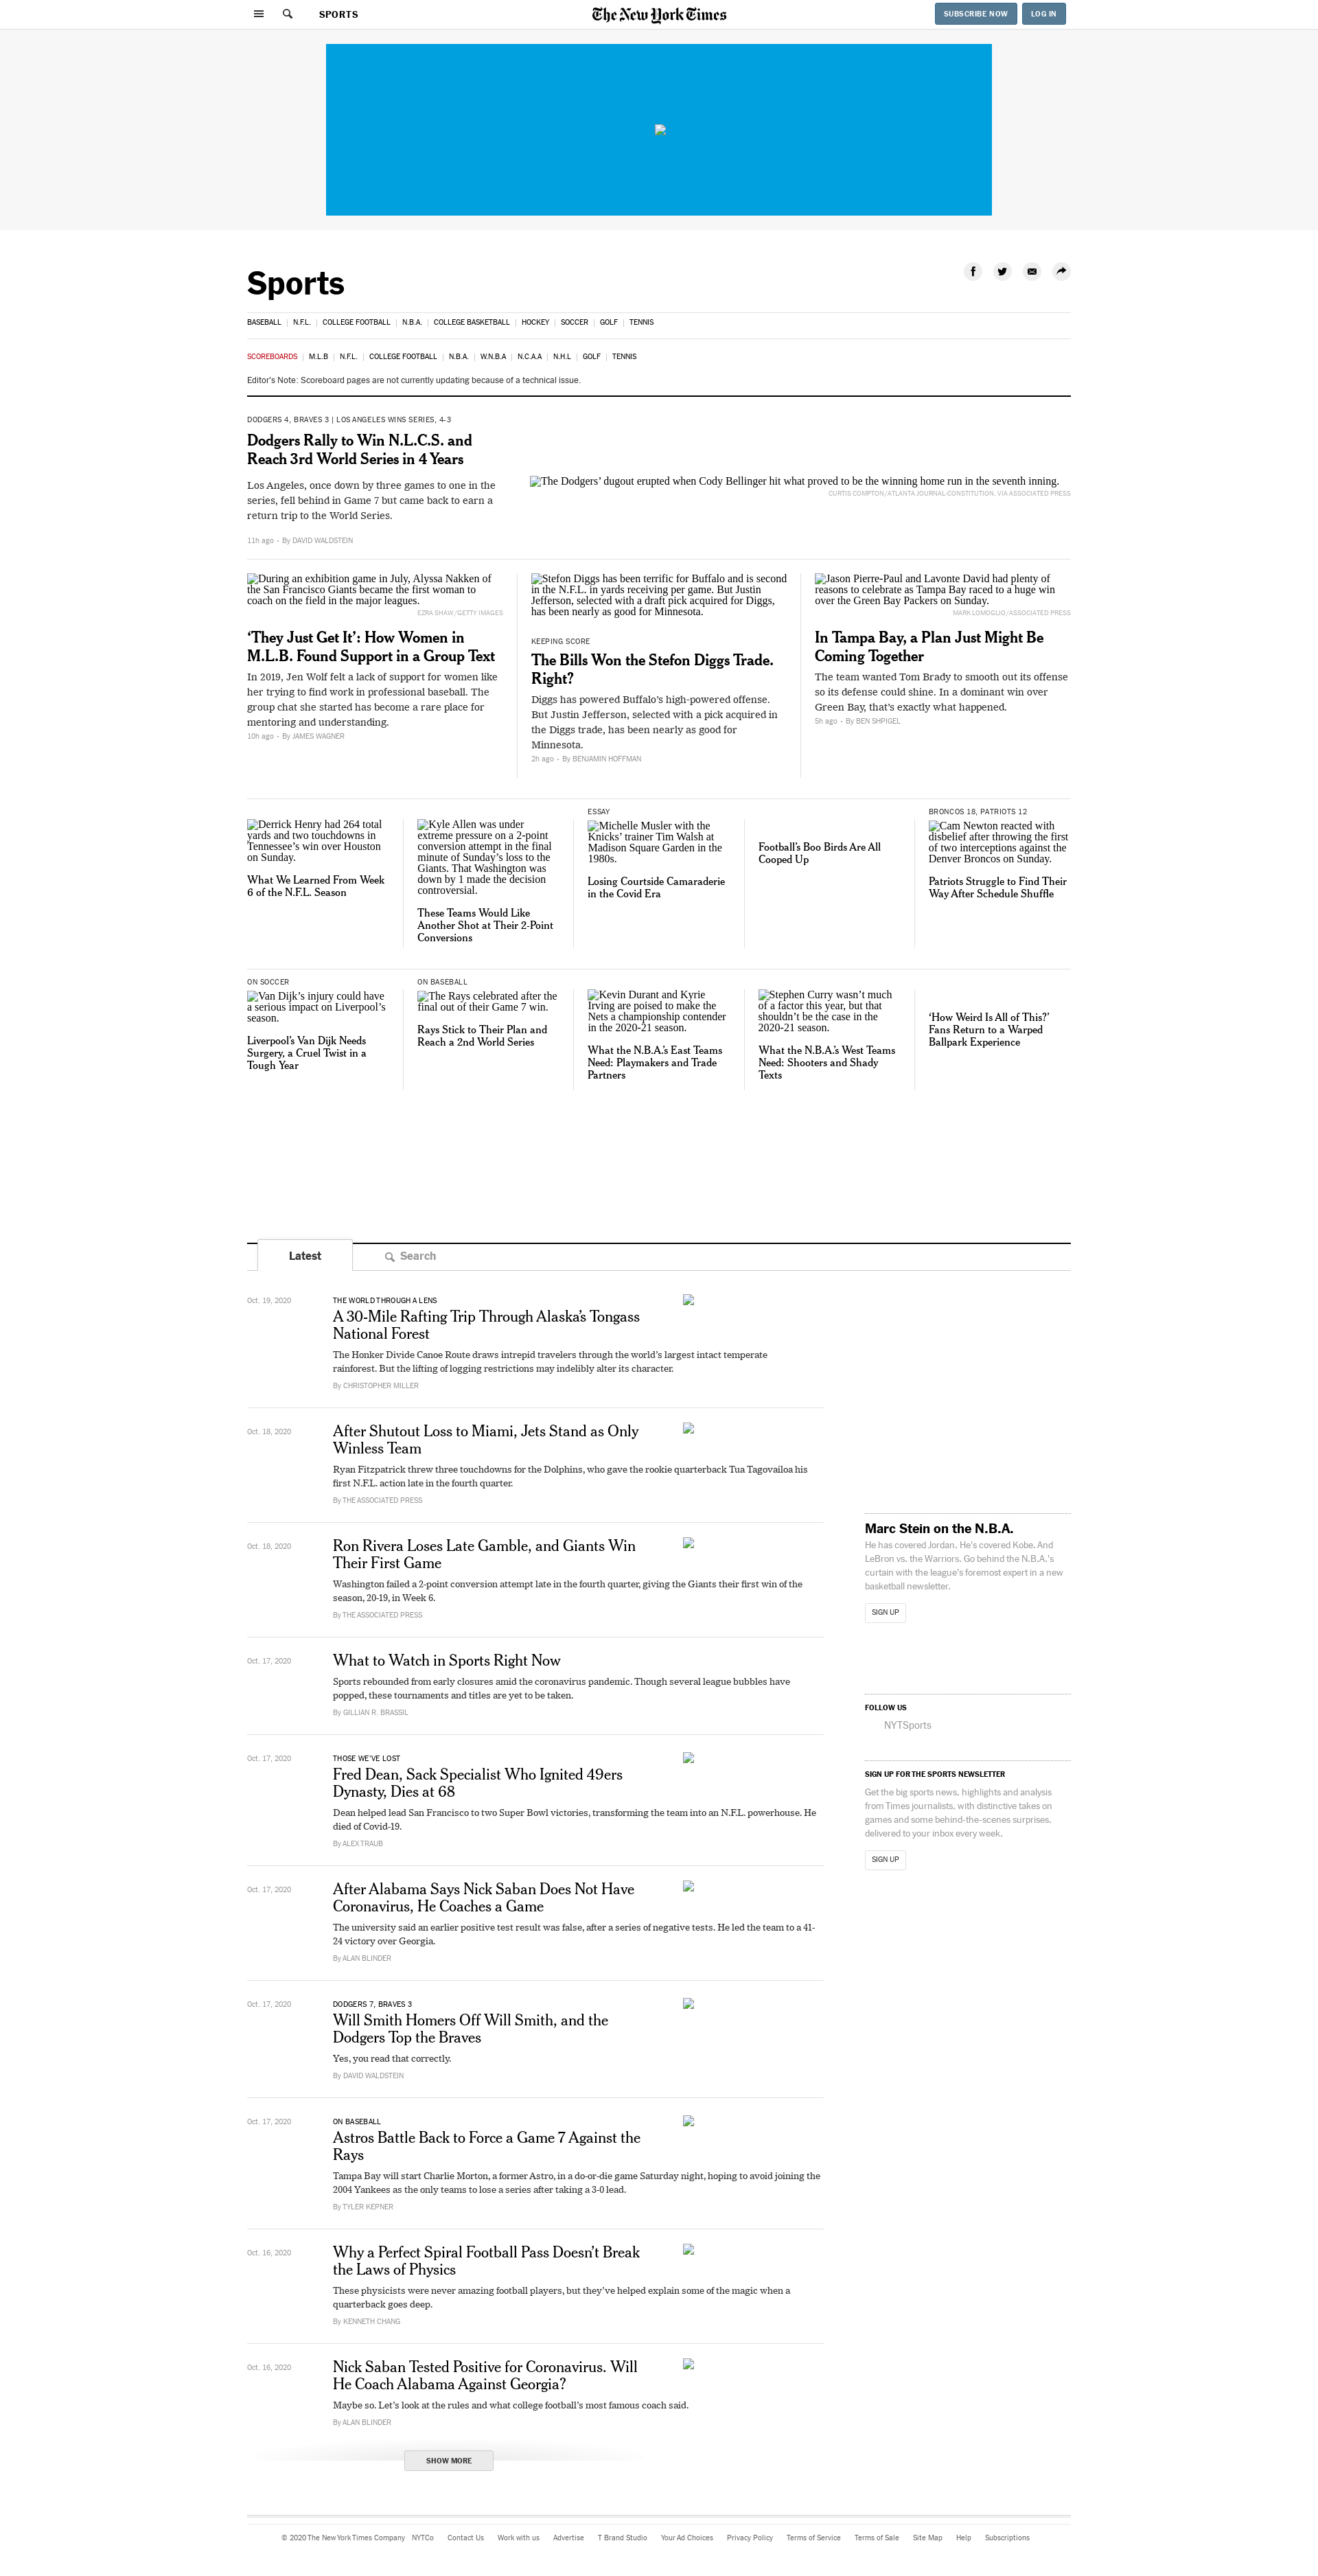 SPORTS
The New York Times
SUBSCRIBE NOW
LOG IN
Sports
BASEBALL | N.F.L. | COLLEGE FOOTBALL | N.B.A. | COLLEGE BASKETBALL | HOCKEY | SOCCER | GOLF | TENNIS
SCOREBOARDS | M.L.B | N.F.L. | COLLEGE FOOTBALL | N.B.A. | W.N.B.A | N.C.A.A | N.H.L | GOLF | TENNIS
Editor's Note: Scoreboard pages are not currently updating because of a technical issue.
DODGERS 4, BRAVES 3 | LOS ANGELES WINS SERIES, 4-3
Dodgers Rally to Win N.L.C.S. and
Reach 3rd World Series in 4 Years
Los Angeles, once down by three games to one in the
series, fell behind in Game 7 but came back to earn a
return trip to the World Series.
11h ago • By DAVID WALDSTEIN
The Dodgers’ dugout erupted when Cody Bellinger hit what proved to be the winning home run in the seventh inning.
CURTIS COMPTON/ATLANTA JOURNAL-CONSTITUTION, VIA ASSOCIATED PRESS
During an exhibition game in July, Alyssa Nakken of
the San Francisco Giants became the first woman to
coach on the field in the major leagues.
EZRA SHAW/GETTY IMAGES
‘They Just Get It’: How Women in
M.L.B. Found Support in a Group Text
In 2019, Jen Wolf felt a lack of support for women like
her trying to find work in professional baseball. The
group chat she started has become a rare place for
mentoring and understanding.
10h ago • By JAMES WAGNER
Stefon Diggs has been terrific for Buffalo and is second
in the N.F.L. in yards receiving per game. But Justin
Jefferson, selected with a draft pick acquired for Diggs,
has been nearly as good for Minnesota.
KEEPING SCORE
The Bills Won the Stefon Diggs Trade.
Right?
Diggs has powered Buffalo’s high-powered offense.
But Justin Jefferson, selected with a pick acquired in
the Diggs trade, has been nearly as good for
Minnesota.
2h ago • By BENJAMIN HOFFMAN
Jason Pierre-Paul and Lavonte David had plenty of
reasons to celebrate as Tampa Bay raced to a huge win
over the Green Bay Packers on Sunday.
MARK LOMOGLIO/ASSOCIATED PRESS
In Tampa Bay, a Plan Just Might Be
Coming Together
The team wanted Tom Brady to smooth out its offense
so its defense could shine. In a dominant win over
Green Bay, that’s exactly what happened.
5h ago • By BEN SHPIGEL
Derrick Henry had 264 total
yards and two touchdowns in
Tennessee’s win over Houston
on Sunday.
What We Learned From Week
6 of the N.F.L. Season
Kyle Allen was under
extreme pressure on a 2-point
conversion attempt in the final
minute of Sunday’s loss to the
Giants. That Washington was
down by 1 made the decision
controversial.
These Teams Would Like
Another Shot at Their 2-Point
Conversions
ESSAY
Michelle Musler with the
Knicks’ trainer Tim Walsh at
Madison Square Garden in the
1980s.
Losing Courtside Camaraderie
in the Covid Era
Football’s Boo Birds Are All
Cooped Up
BRONCOS 18, PATRIOTS 12
Cam Newton reacted with
disbelief after throwing the first
of two interceptions against the
Denver Broncos on Sunday.
Patriots Struggle to Find Their
Way After Schedule Shuffle
ON SOCCER
Van Dijk’s injury could have
a serious impact on Liverpool’s
season.
Liverpool’s Van Dijk Needs
Surgery, a Cruel Twist in a
Tough Year
ON BASEBALL
The Rays celebrated after the
final out of their Game 7 win.
Rays Stick to Their Plan and
Reach a 2nd World Series
Kevin Durant and Kyrie
Irving are poised to make the
Nets a championship contender
in the 2020-21 season.
What the N.B.A.’s East Teams
Need: Playmakers and Trade
Partners
Stephen Curry wasn’t much
of a factor this year, but that
shouldn’t be the case in the
2020-21 season.
What the N.B.A.’s West Teams
Need: Shooters and Shady
Texts
‘How Weird Is All of This?’
Fans Return to a Warped
Ballpark Experience
Latest
Search
Oct. 19, 2020
THE WORLD THROUGH A LENS
A 30-Mile Rafting Trip Through Alaska’s Tongass
National Forest
The Honker Divide Canoe Route draws intrepid travelers through the world’s largest intact temperate
rainforest. But the lifting of logging restrictions may indelibly alter its character.
By CHRISTOPHER MILLER
Oct. 18, 2020
After Shutout Loss to Miami, Jets Stand as Only
Winless Team
Ryan Fitzpatrick threw three touchdowns for the Dolphins, who gave the rookie quarterback Tua Tagovailoa his
first N.F.L. action late in the fourth quarter.
By THE ASSOCIATED PRESS
Oct. 18, 2020
Ron Rivera Loses Late Gamble, and Giants Win
Their First Game
Washington failed a 2-point conversion attempt late in the fourth quarter, giving the Giants their first win of the
season, 20-19, in Week 6.
By THE ASSOCIATED PRESS
Oct. 17, 2020
What to Watch in Sports Right Now
Sports rebounded from early closures amid the coronavirus pandemic. Though several league bubbles have
popped, these tournaments and titles are yet to be taken.
By GILLIAN R. BRASSIL
Oct. 17, 2020
THOSE WE’VE LOST
Fred Dean, Sack Specialist Who Ignited 49ers
Dynasty, Dies at 68
Dean helped lead San Francisco to two Super Bowl victories, transforming the team into an N.F.L. powerhouse. He
died of Covid-19.
By ALEX TRAUB
Oct. 17, 2020
After Alabama Says Nick Saban Does Not Have
Coronavirus, He Coaches a Game
The university said an earlier positive test result was false, after a series of negative tests. He led the team to a 41-
24 victory over Georgia.
By ALAN BLINDER
Oct. 17, 2020
DODGERS 7, BRAVES 3
Will Smith Homers Off Will Smith, and the
Dodgers Top the Braves
Yes, you read that correctly.
By DAVID WALDSTEIN
Oct. 17, 2020
ON BASEBALL
Astros Battle Back to Force a Game 7 Against the
Rays
Tampa Bay will start Charlie Morton, a former Astro, in a do-or-die game Saturday night, hoping to avoid joining the
2004 Yankees as the only teams to lose a series after taking a 3-0 lead.
By TYLER KEPNER
Oct. 16, 2020
Why a Perfect Spiral Football Pass Doesn’t Break
the Laws of Physics
These physicists were never amazing football players, but they’ve helped explain some of the magic when a
quarterback goes deep.
By KENNETH CHANG
Oct. 16, 2020
Nick Saban Tested Positive for Coronavirus. Will
He Coach Alabama Against Georgia?
Maybe so. Let’s look at the rules and what college football’s most famous coach said.
By ALAN BLINDER
SHOW MORE
Marc Stein on the N.B.A.
He has covered Jordan. He’s covered Kobe. And
LeBron vs. the Warriors. Go behind the N.B.A.’s
curtain with the league’s foremost expert in a new
basketball newsletter.
SIGN UP
FOLLOW US
NYTSports
SIGN UP FOR THE SPORTS NEWSLETTER
Get the big sports news, highlights and analysis
from Times journalists, with distinctive takes on
games and some behind-the-scenes surprises,
delivered to your inbox every week.
SIGN UP
© 2020 The New York Times Company NYTCo Contact Us Work with us Advertise T Brand Studio Your Ad Choices Privacy Policy Terms of Service Terms of Sale Site Map Help Subscriptions